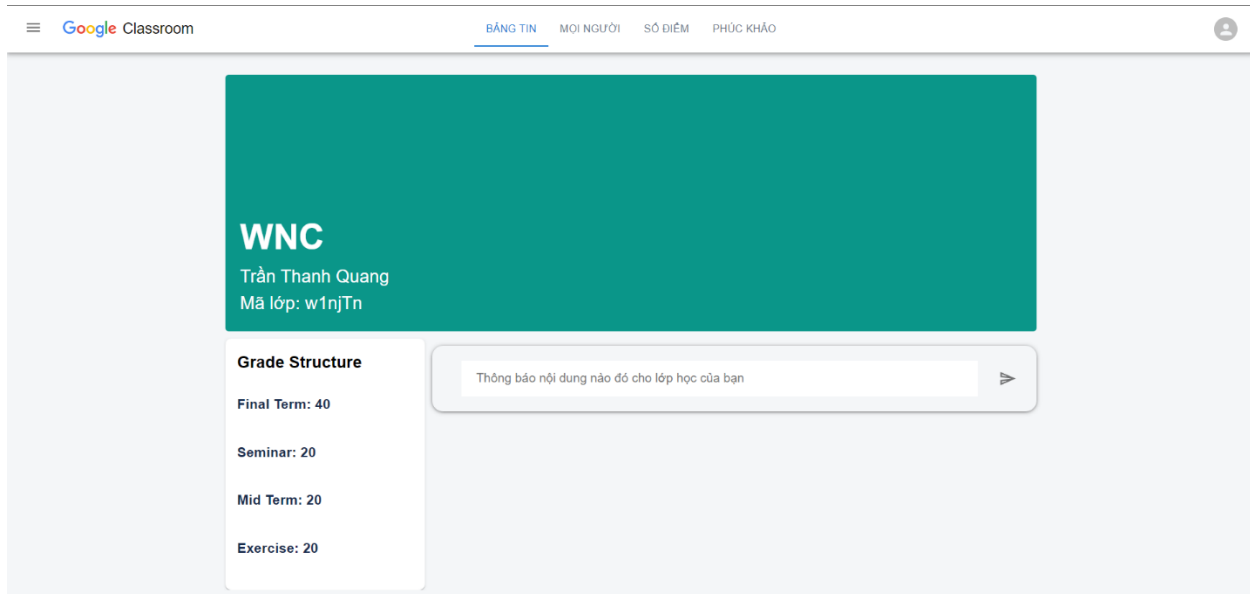 Google Classroom
BẢNG TIN MỌI NGƯỜI SỔ ĐIỂM PHÚC KHẢO
WNC
Trần Thanh Quang
Mã lớp: w1njTn
Grade Structure
Final Term: 40
Seminar: 20
Mid Term: 20
Exercise: 20
Thông báo nội dung nào đó cho lớp học của bạn